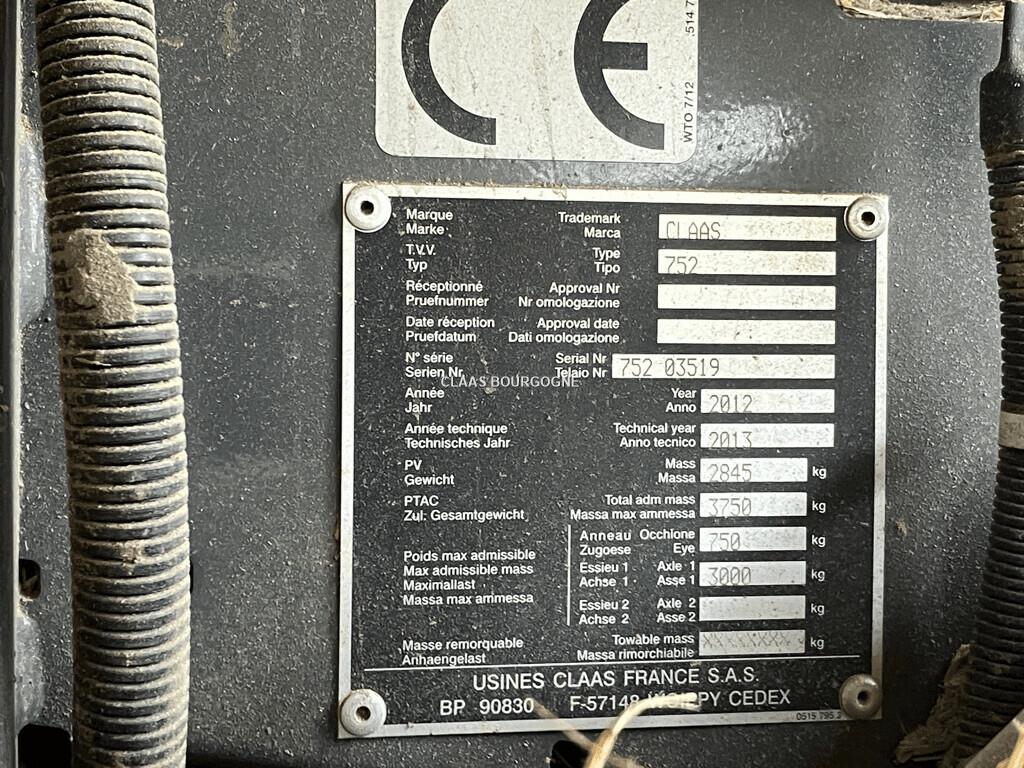 CE
WTO 7/12
.514 7
Marque Trademark
Marke Marca CLAAS
T.V.V. Type
Typ Tipo 752
Réceptionné Approval Nr
Pruefnummer Nr omologazione
Date réception Approval date
Pruefdatum Dati omologazione
N° série Serial Nr
Serien Nr. Telaio Nr 752 03519
CLAAS BOURGOGNE
Année Year
Jahr Anno 2012
Année technique Technical year
Technisches Jahr Anno tecnico 2013
PV Mass
Gewicht Massa 2845 kg
PTAC Total adm mass
Zul. Gesamtgewicht Massa max ammessa 3750 kg
Poids max admissible
Max admissible mass
Maximallast
Massa max ammessa
Anneau Occhione
Zugoese Eye 750 kg
Essieu 1 Axle 1
Achse 1 Asse 1 3000 kg
Essieu 2 Axle 2
Achse 2 Asse 2 kg
Masse remorquable Towable mass
Anhaengelast Massa rimorchiabile kg
USINES CLAAS FRANCE S.A.S.
BP 90830 F-57148 CEDEX
0515 795